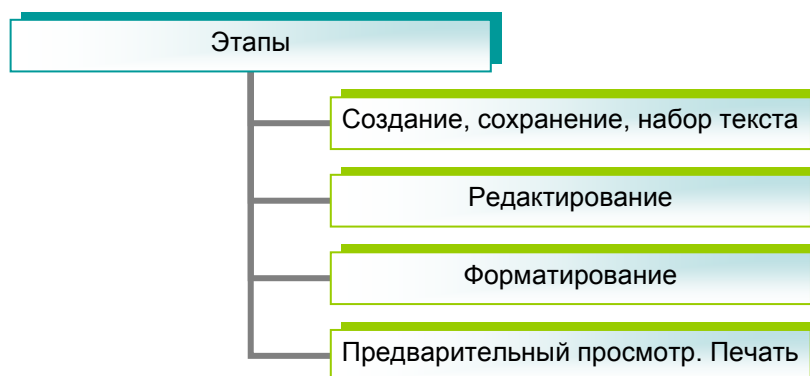 Этапы
Создание, сохранение, набор текста
Редактирование
Форматирование
Предварительный просмотр. Печать